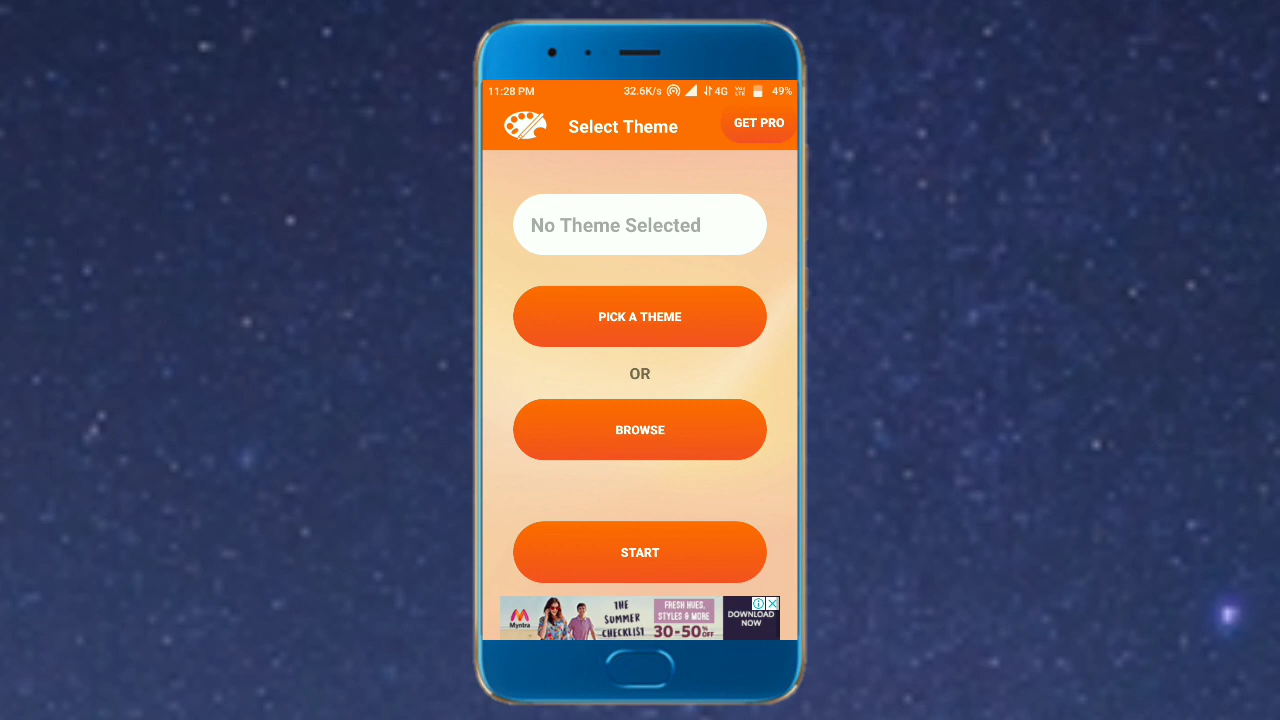 11:28 PM 32.6K/s 4G VoLTE 49%
Select Theme
GET PRO
No Theme Selected
PICK A THEME
OR
BROWSE
START
Myntra
THE
SUMMER
CHECKLIST
FRESH HUES,
STYLES & MORE
30-50% OFF
DOWNLOAD
NOW